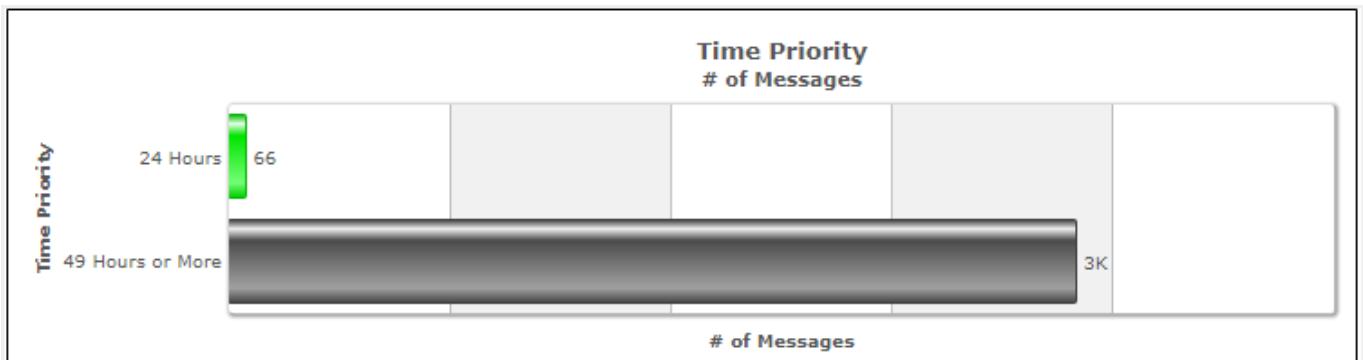 Time Priority
# of Messages
Time Priority
24 Hours
66
49 Hours or More
3K
# of Messages